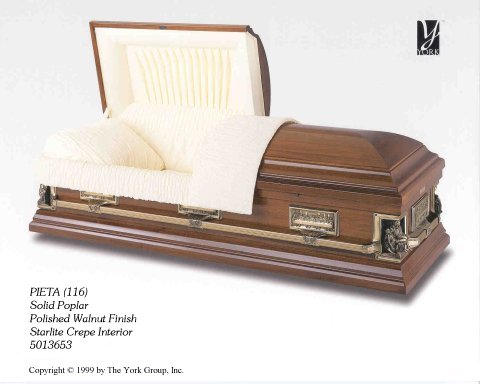 Y
YORK
PIETA (116)
Solid Poplar
Polished Walnut Finish
Starlite Crepe Interior
5013653
Copyright © 1999 by The York Group, Inc.